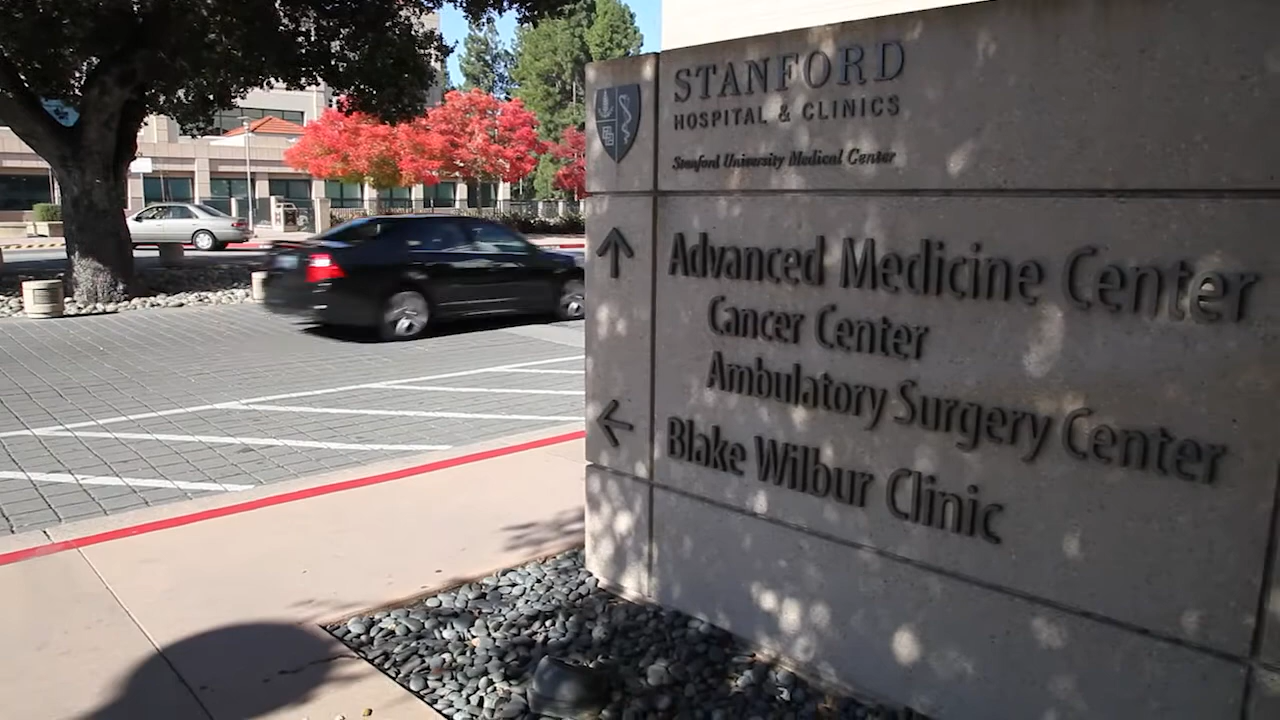 STANFORD
HOSPITAL & CLINICS
Stanford University Medical Center
Advanced Medicine Center
Cancer Center
Ambulatory Surgery Center
Blake Wilbur Clinic